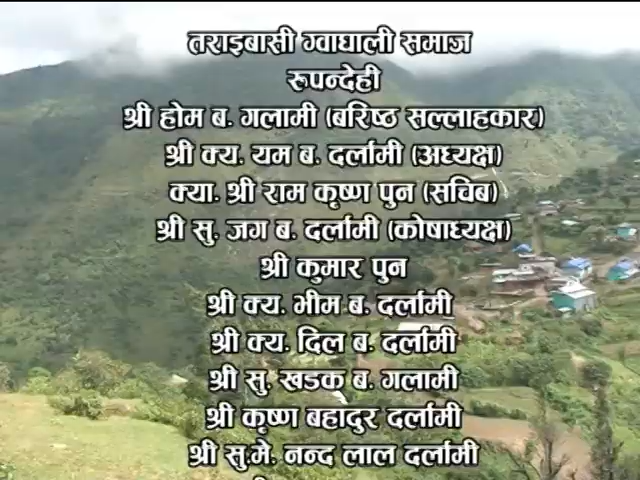 तराइबासी ग्वाघाली समाज
रुपन्देही
श्री होम ब. गलामी (बरिष्ठ सल्लाहकार)
श्री क्य. यम ब. दर्लामी (अध्यक्ष)
क्या. श्री राम कृष्ण पुन (सचिब)
श्री सु. जग ब. दर्लामी (कोषाध्यक्ष)
श्री कुमार पुन
श्री क्य. भीम ब. दर्लामी
श्री क्य. दिल ब. दर्लामी
श्री सु. खडक ब. गलामी
श्री कृष्ण बहादुर दर्लामी
श्री सु.मे. नन्द लाल दर्लामी